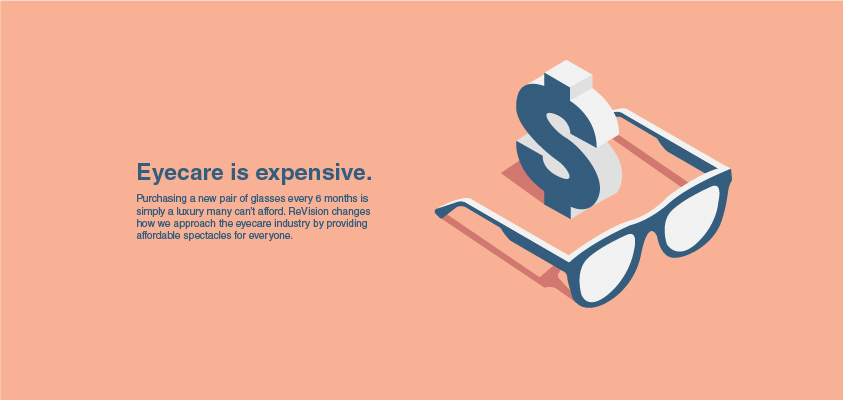 Eyecare is expensive.
Purchasing a new pair of glasses every 6 months is
simply a luxury many can't afford. ReVision changes
how we approach the eyecare industry by providing
affordable spectacles for everyone.
$